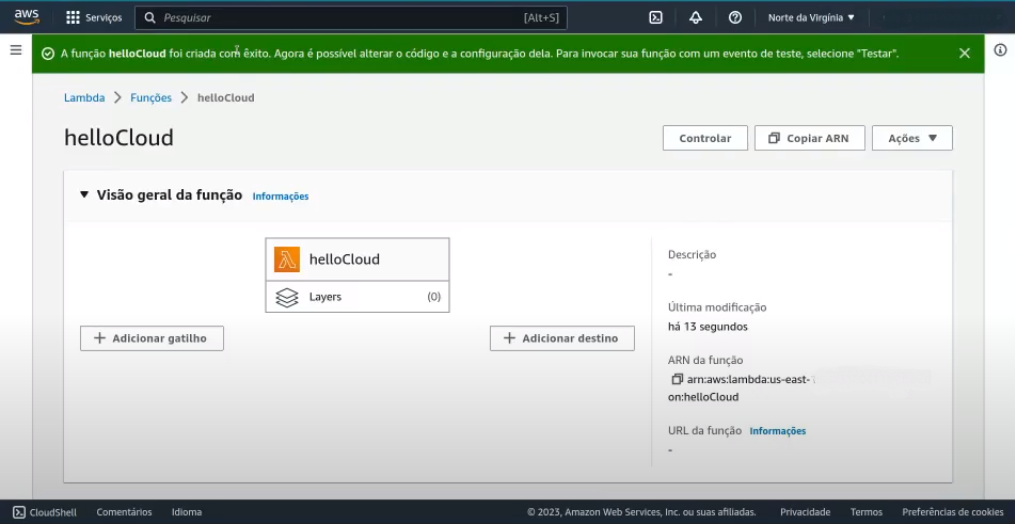 aws
Serviços
Pesquisar
[Alt+S]
Norte da Virgínia
A função helloCloud foi criada com êxito. Agora é possível alterar o código e a configuração dela. Para invocar sua função com um evento de teste, selecione "Testar".
Lambda > Funções > helloCloud
helloCloud
Controlar
Copiar ARN
Ações
Visão geral da função Informações
helloCloud
Layers (0)
Adicionar gatilho
Adicionar destino
Descrição
-
Última modificação
há 13 segundos
ARN da função
arn:aws:lambda:us-east-
on:helloCloud
URL da função Informações
-
CloudShell Comentários Idioma © 2023, Amazon Web Services, Inc. ou suas afiliadas. Privacidade Termos Preferências de cookies